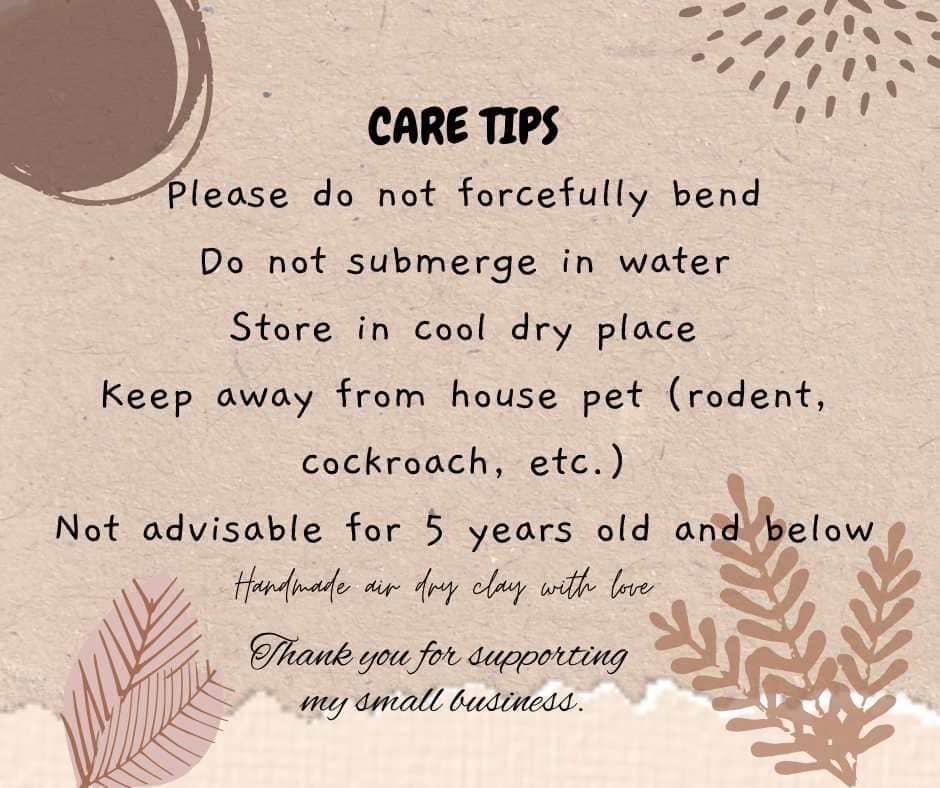 CARE TIPS
Please do not forcefully bend
Do not submerge in water
Store in cool dry place
Keep away from house pet (rodent,
cockroach, etc.)
Not advisable for 5 years old and below
Handmade air dry clay with love
Thank you for supporting
my small business.